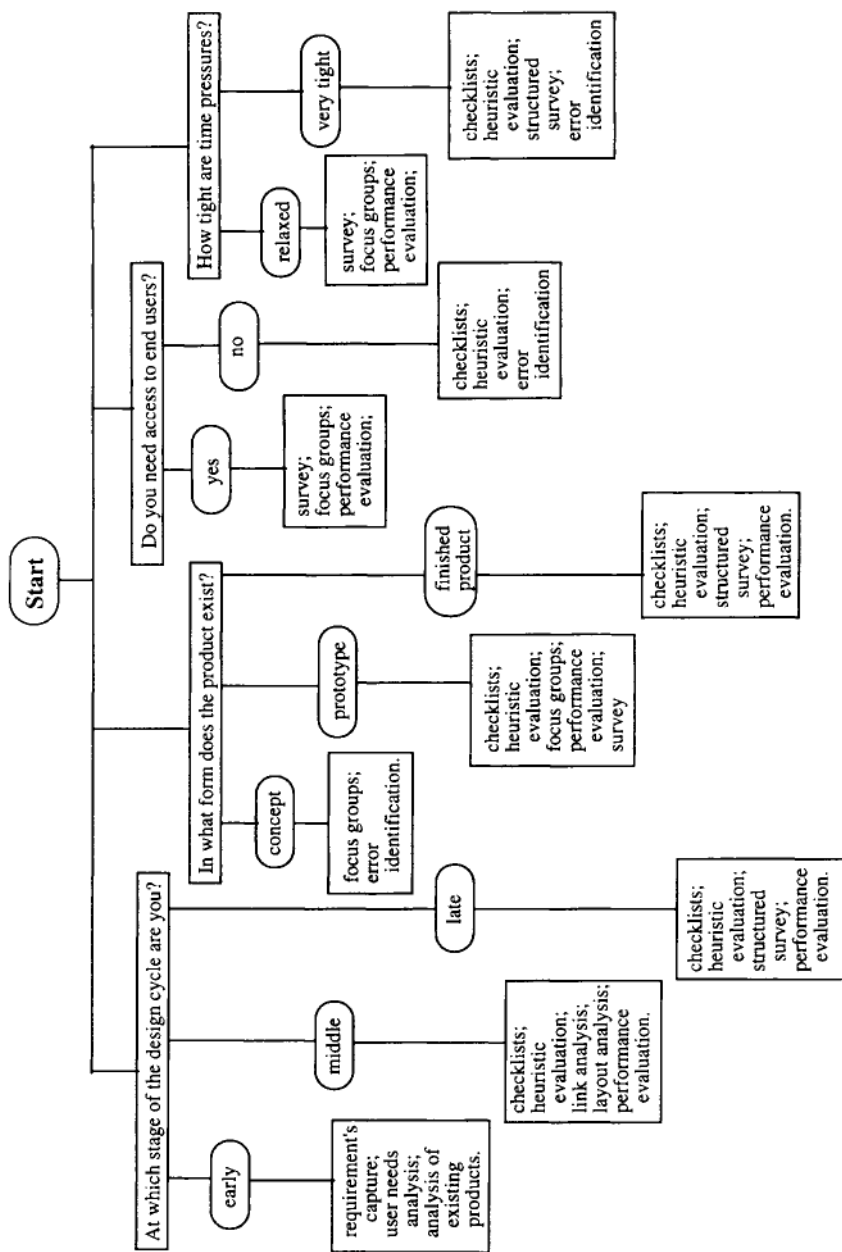 Start
At which stage of the design cycle are you?
early
requirement's
capture;
user needs
analysis;
analysis of
existing
products.
middle
checklists;
heuristic
evaluation;
link analysis;
layout analysis;
performance
evaluation.
late
checklists;
heuristic
evaluation;
structured
survey;
performance
evaluation.
In what form does the product exist?
concept
focus groups;
error
identification.
prototype
checklists;
heuristic
evaluation;
focus groups;
performance
evaluation;
survey
finished
product
checklists;
heuristic
evaluation;
structured
survey;
performance
evaluation.
Do you need access to end users?
yes
survey;
focus groups;
performance
evaluation;
no
checklists;
heuristic
evaluation;
error
identification
How tight are time pressures?
relaxed
survey;
focus groups;
performance
evaluation;
very tight
checklists;
heuristic
evaluation;
structured
survey;
error
identification